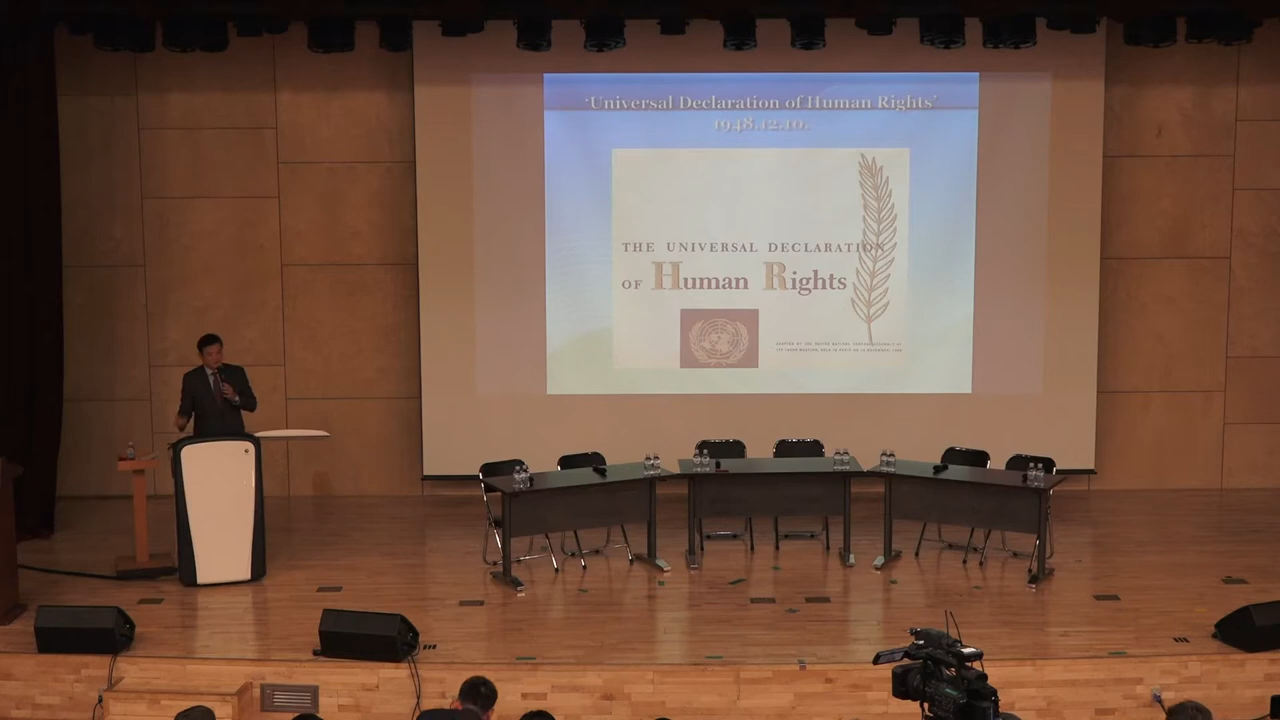 'Universal Declaration of Human Rights'
1948.12.10.
THE UNIVERSAL DECLARATION
OF Human Rights